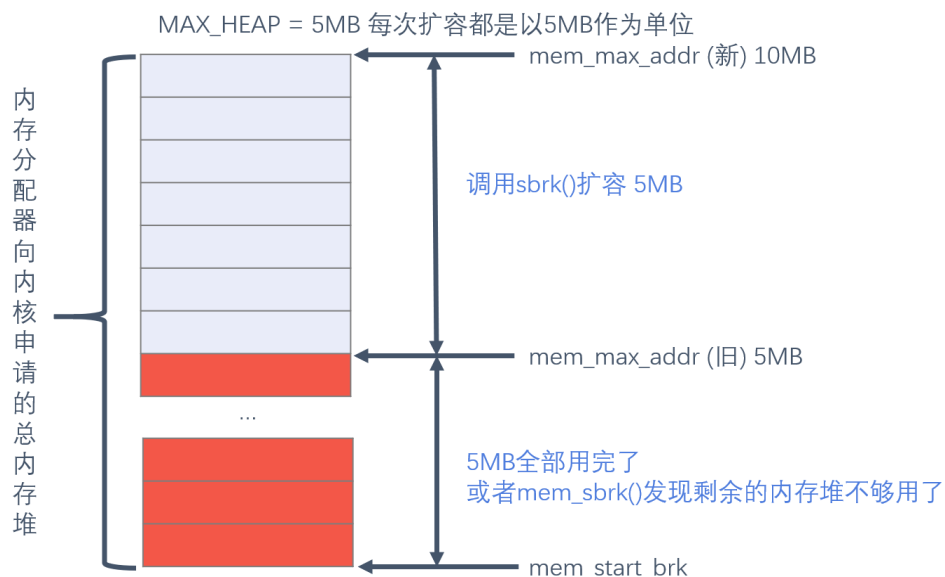 MAX_HEAP = 5MB 每次扩容都是以5MB作为单位
mem_max_addr (新) 10MB
内存分配器向内核申请的总内存堆
调用sbrk()扩容 5MB
mem_max_addr (旧) 5MB
...
5MB全部用完了
或者mem_sbrk()发现剩余的内存堆不够用了
mem_start_brk